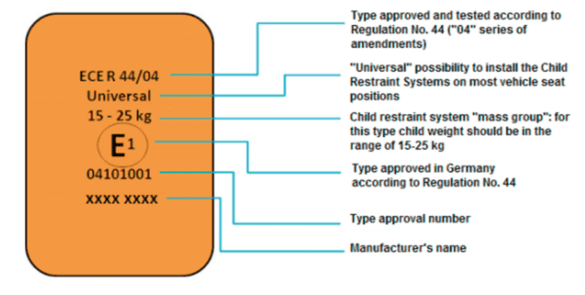 ECE R 44/04
Universal
15 - 25 kg
E1
04101001
XXXX XXXX
Type approved and tested according to
Regulation No. 44 ("04" series of
amendments)
"Universal" possibility to install the Child
Restraint Systems on most vehicle seat
positions
Child restraint system "mass group": for
this type child weight should be in the
range of 15-25 kg
Type approved in Germany
according to Regulation No. 44
Type approval number
Manufacturer's name